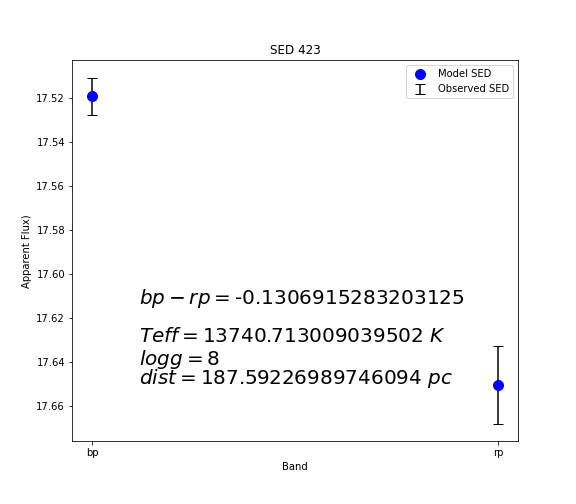 SED 423
Model SED
Observed SED
17.52
17.54
17.56
17.58
17.60
17.62
17.64
17.66
Apparent Flux)
bp − rp = -0.1306915283203125
Teff = 13740.713009039502 K
logg = 8
dist = 187.59226989746094 pc
bp
rp
Band